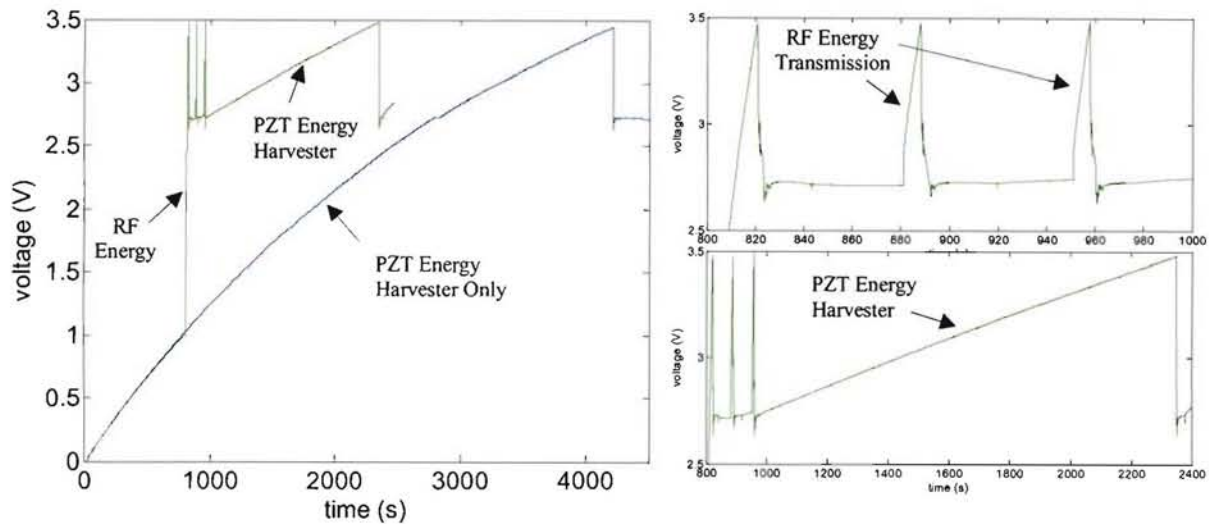 3.5
3
2.5
2
1.5
1
0.5
0
voltage (V)
0
1000
2000
3000
4000
time (s)
PZT Energy
Harvester
RF
Energy
PZT Energy
Harvester Only
3.5
3
2.5
voltage (V)
RF Energy
Transmission
800
820
840
860
880
900
920
940
960
980
1000
3.5
3
2.5
voltage (V)
PZT Energy
Harvester
800
1000
1200
1400
1600
1800
2000
2200
2400
time (s)